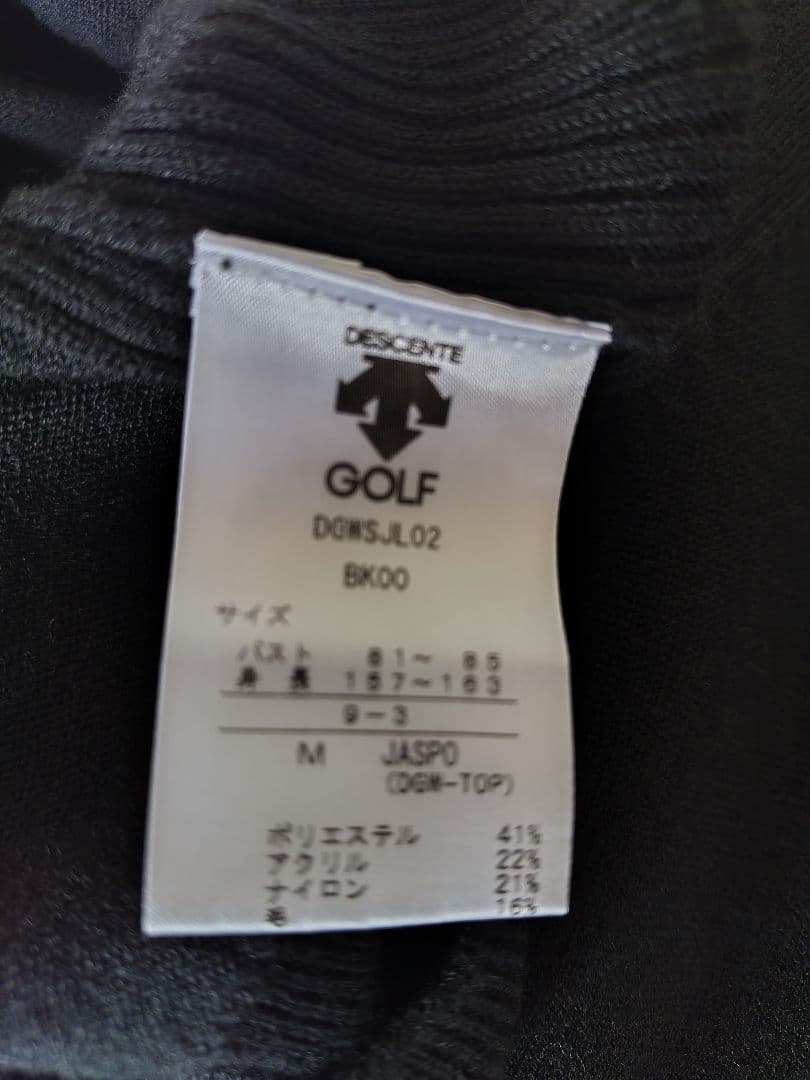 DESCENTE
GOLF
DGWSJL02
BK00
サイズ
バスト 81～ 85
身 長 157～163
9－3
M JASPO
(DGW-TOP)
ポリエステル 41%
アクリル 22%
ナイロン 21%
毛 16%